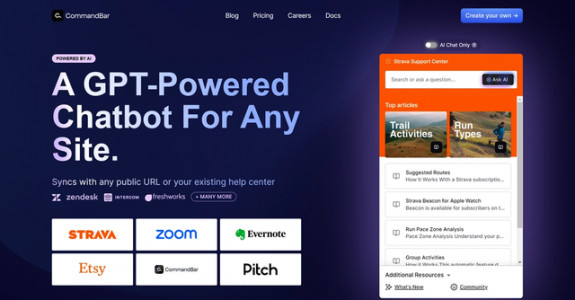 CommandBar
Blog Pricing Careers Docs
Create your own →
POWERED BY AI
A GPT-Powered
Chatbot For Any
Site.
Syncs with any public URL or your existing help center
zendesk INTERCOM freshworks + MANY MORE
STRAVA zoom Evernote
Etsy CommandBar Pitch
AI Chat Only
Strava Support Center
Search or ask a question...
Ask AI
Top articles
Trail
Activities
Run
Types
Suggested Routes
How It Works With a Strava subscriptio...
Strava Beacon for Apple Watch
Beacon is available for subscribers on t...
Run Pace Zone Analysis
Pace Zone Analysis Understand your p...
Group Activities
How It Works This automatic feature d
Additional Resources
What's New
Community